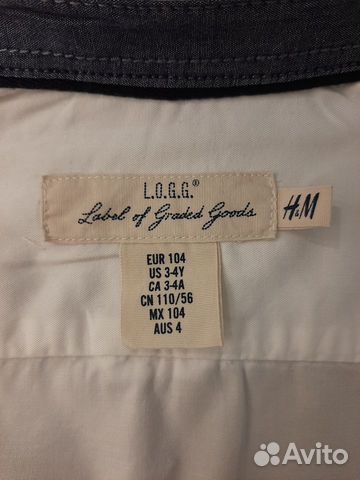 L.O.G.G.®
Label of Graded Goods
H&M
EUR 104
US 3-4Y
CA 3-4A
CN 110/56
MX 104
AUS 4
Avito